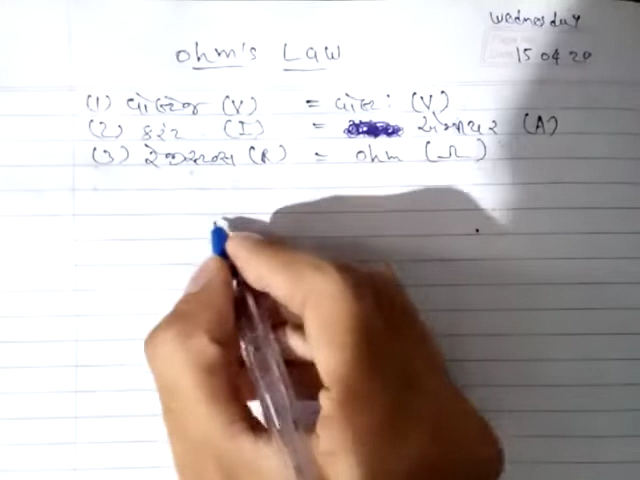 Wednesday
15 04 20
Ohm's Law
(1) વોલ્ટેજ (V) = વોલ્ટ : (V)
(2) કરંટ (I) = એમ્પિયર (A)
(3) રેજીસ્ટન્સ (R) = ohm (Ω)